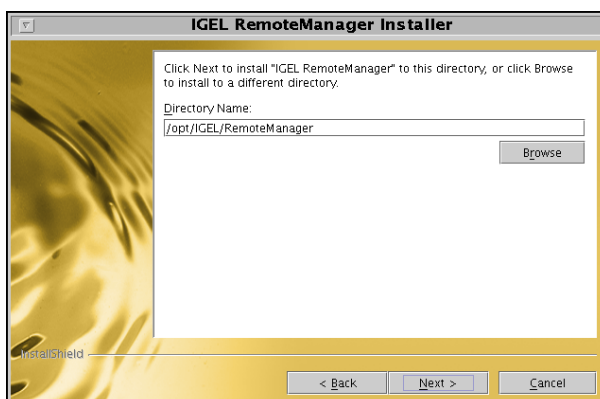 IGEL RemoteManager Installer
Click Next to install "IGEL RemoteManager" to this directory, or click Browse
to install to a different directory.
Directory Name:
/opt/IGEL/RemoteManager
Browse
InstallShield
< Back
Next >
Cancel